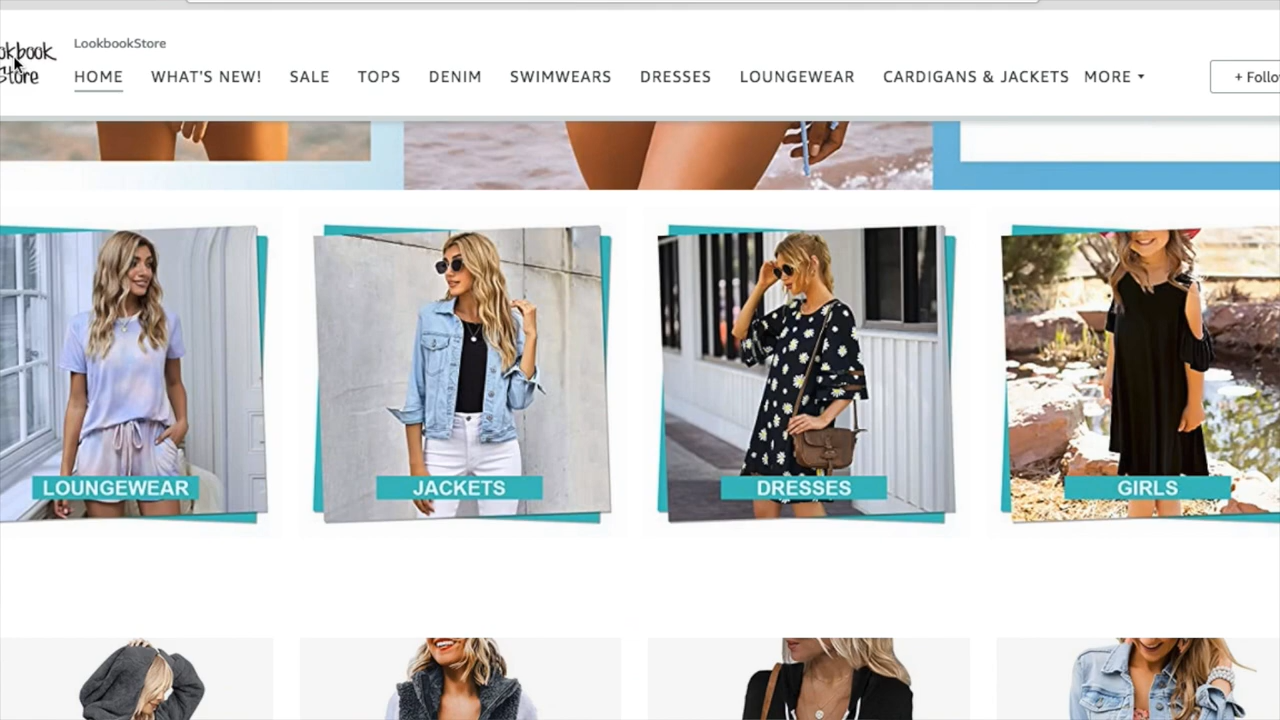 LookbookStore
okbook
Store
HOME WHAT'S NEW! SALE TOPS DENIM SWIMWEARS DRESSES LOUNGEWEAR CARDIGANS & JACKETS MORE
+ Follo
LOUNGEWEAR
JACKETS
DRESSES
GIRLS